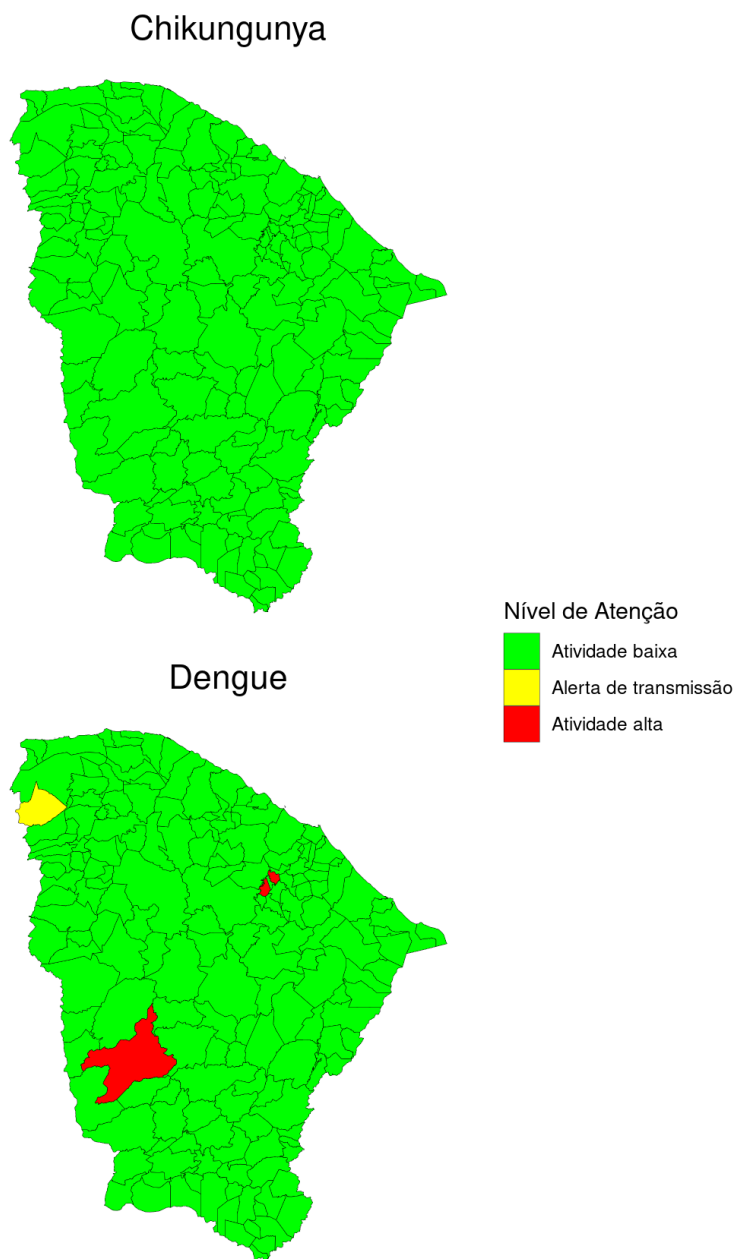 Chikungunya
Nível de Atenção
Atividade baixa
Alerta de transmissão
Atividade alta
Dengue